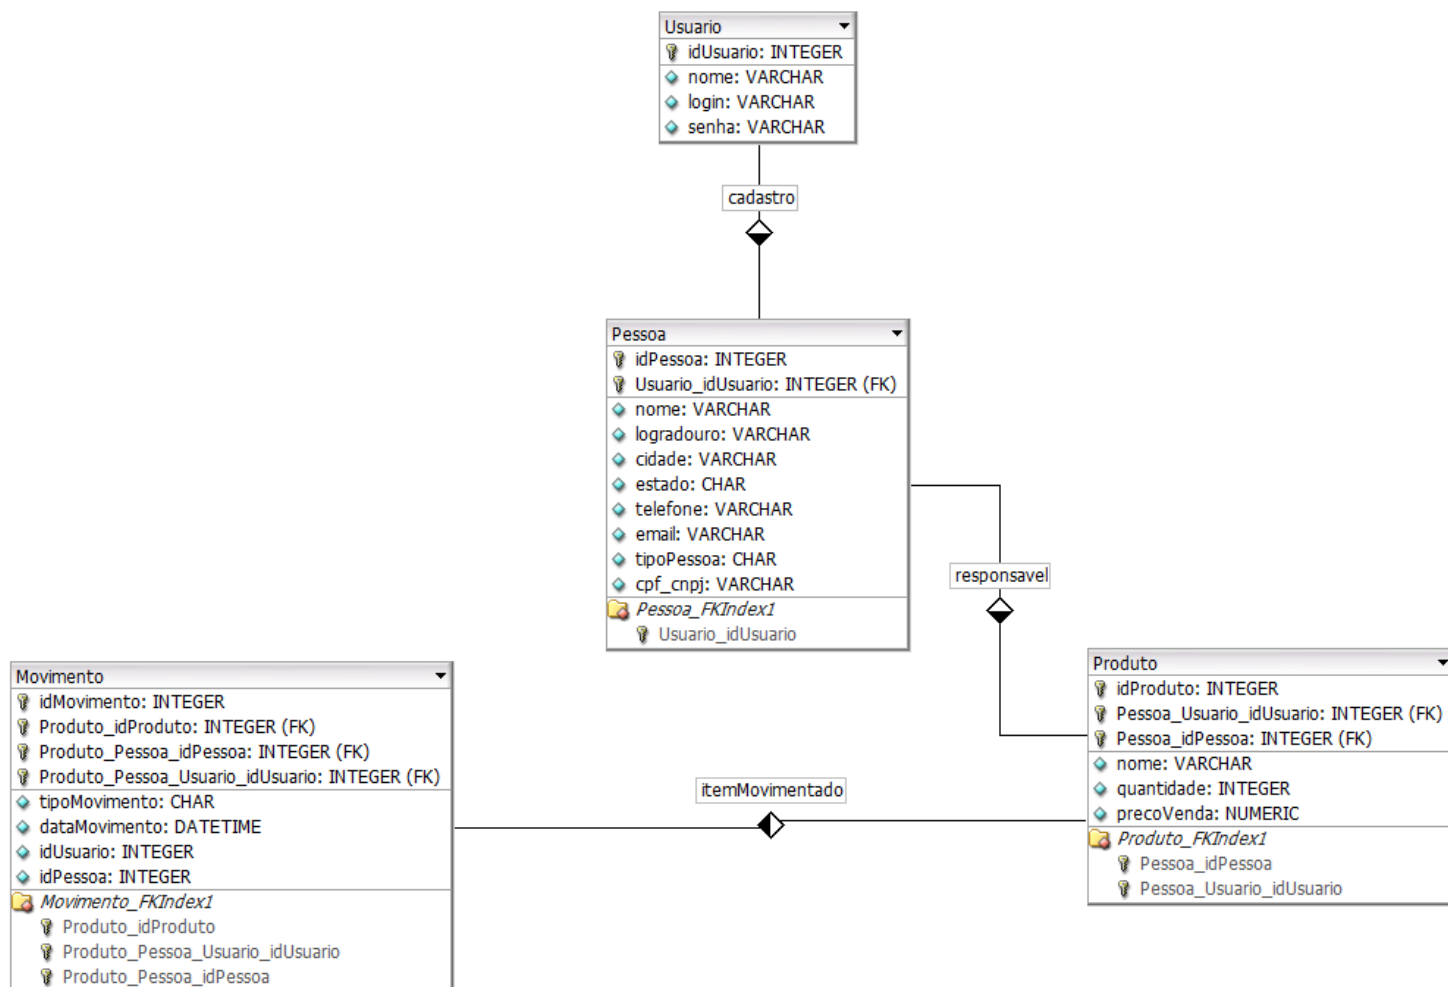 Usuario
idUsuario: INTEGER
nome: VARCHAR
login: VARCHAR
senha: VARCHAR
cadastro
Pessoa
idPessoa: INTEGER
Usuario_idUsuario: INTEGER (FK)
nome: VARCHAR
logradouro: VARCHAR
cidade: VARCHAR
estado: CHAR
telefone: VARCHAR
email: VARCHAR
tipoPessoa: CHAR
cpf_cnpj: VARCHAR
Pessoa_FKIndex1
Usuario_idUsuario
responsavel
Produto
idProduto: INTEGER
Pessoa_Usuario_idUsuario: INTEGER (FK)
Pessoa_idPessoa: INTEGER (FK)
nome: VARCHAR
quantidade: INTEGER
precoVenda: NUMERIC
Produto_FKIndex1
Pessoa_idPessoa
Pessoa_Usuario_idUsuario
itemMovimentado
Movimento
idMovimento: INTEGER
Produto_idProduto: INTEGER (FK)
Produto_Pessoa_idPessoa: INTEGER (FK)
Produto_Pessoa_Usuario_idUsuario: INTEGER (FK)
tipoMovimento: CHAR
dataMovimento: DATETIME
idUsuario: INTEGER
idPessoa: INTEGER
Movimento_FKIndex1
Produto_idProduto
Produto_Pessoa_Usuario_idUsuario
Produto_Pessoa_idPessoa